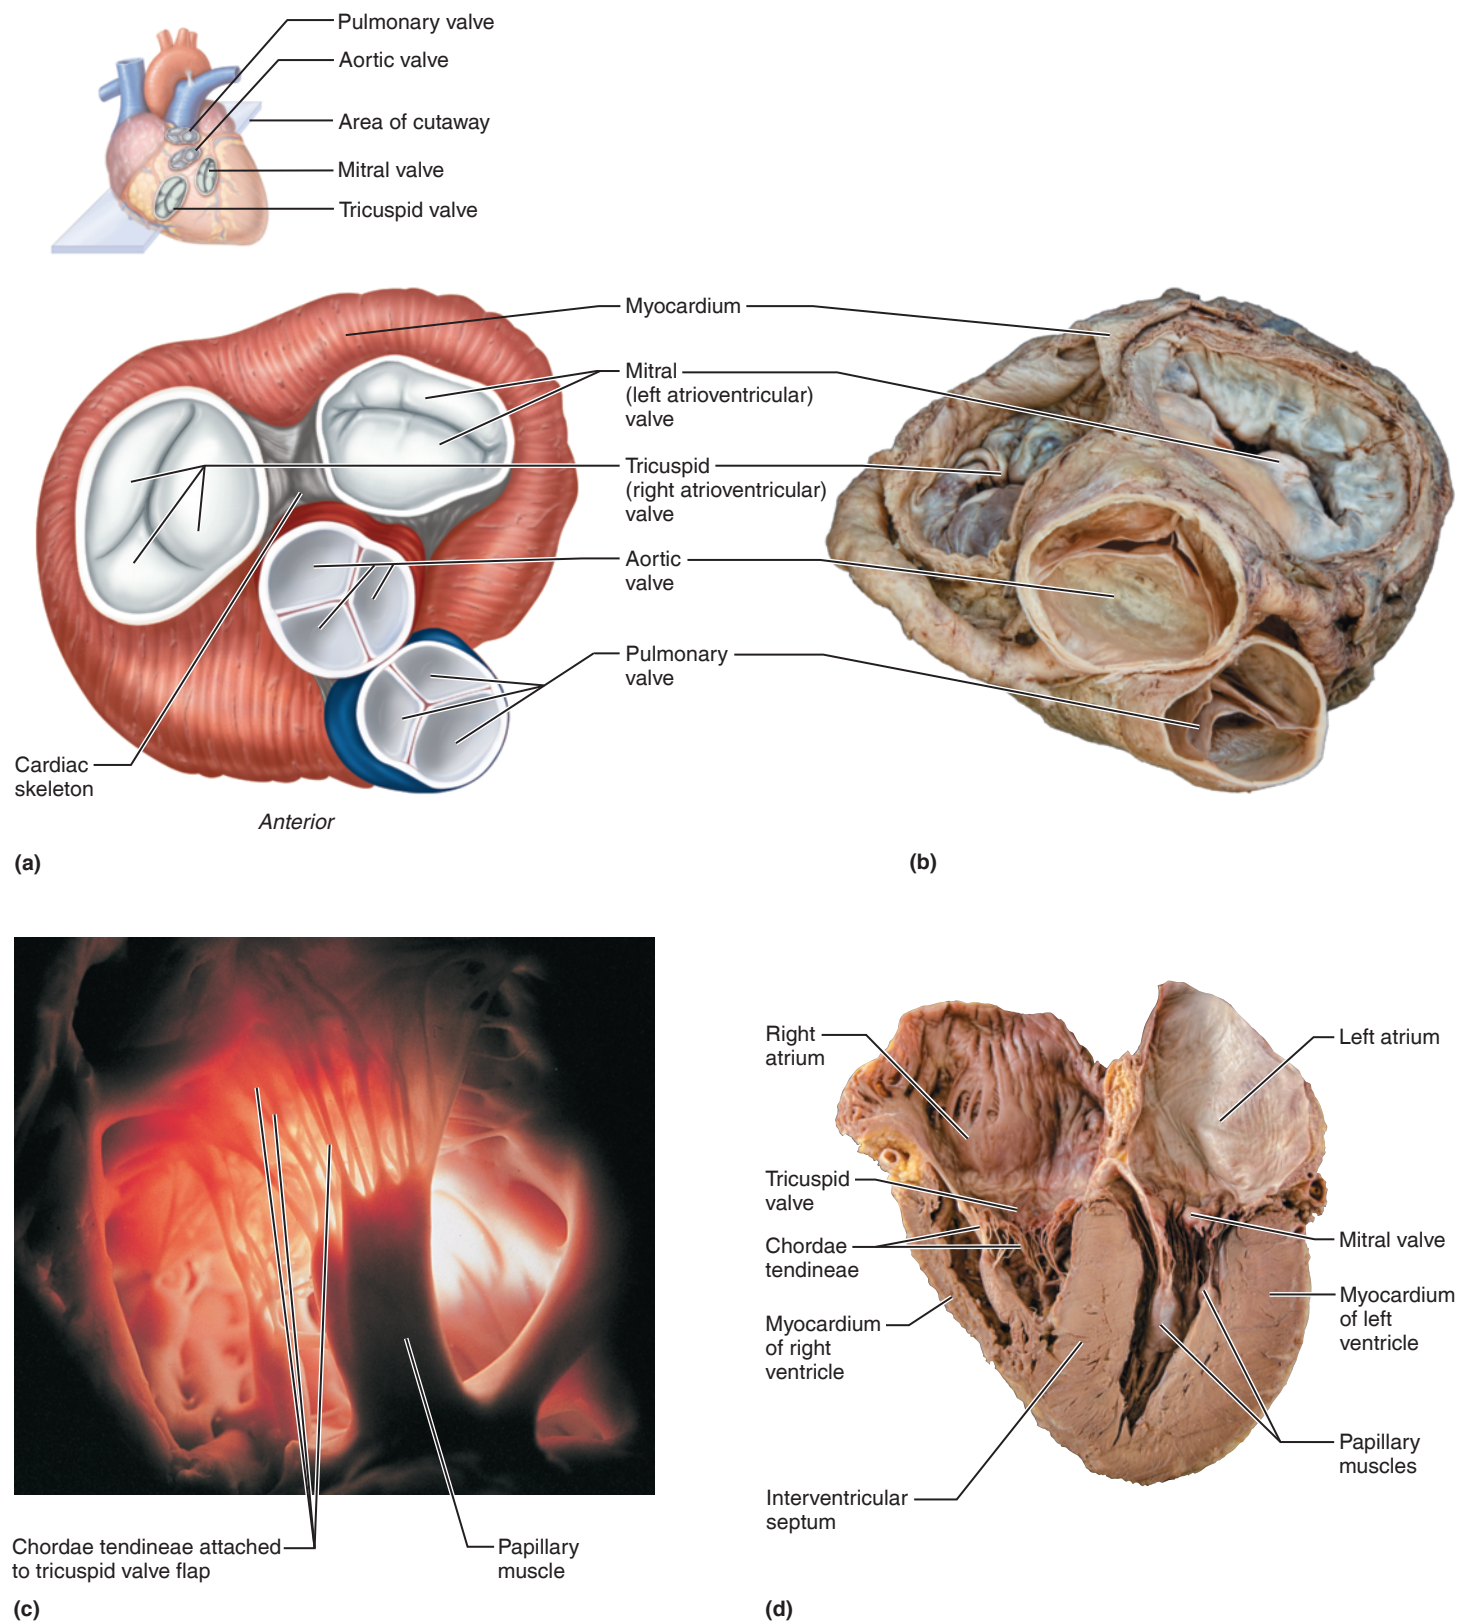 Pulmonary valve
Aortic valve
Area of cutaway
Mitral valve
Tricuspid valve
Myocardium
Mitral
(left atrioventricular)
valve
Tricuspid
(right atrioventricular)
valve
Aortic
valve
Pulmonary
valve
Cardiac
skeleton
Anterior
(a)
(b)
Right
atrium
Left atrium
Tricuspid
valve
Chordae
tendineae
Mitral valve
Myocardium
of right
ventricle
Myocardium
of left
ventricle
Papillary
muscles
Interventricular
septum
Chordae tendineae attached
to tricuspid valve flap
Papillary
muscle
(c)
(d)